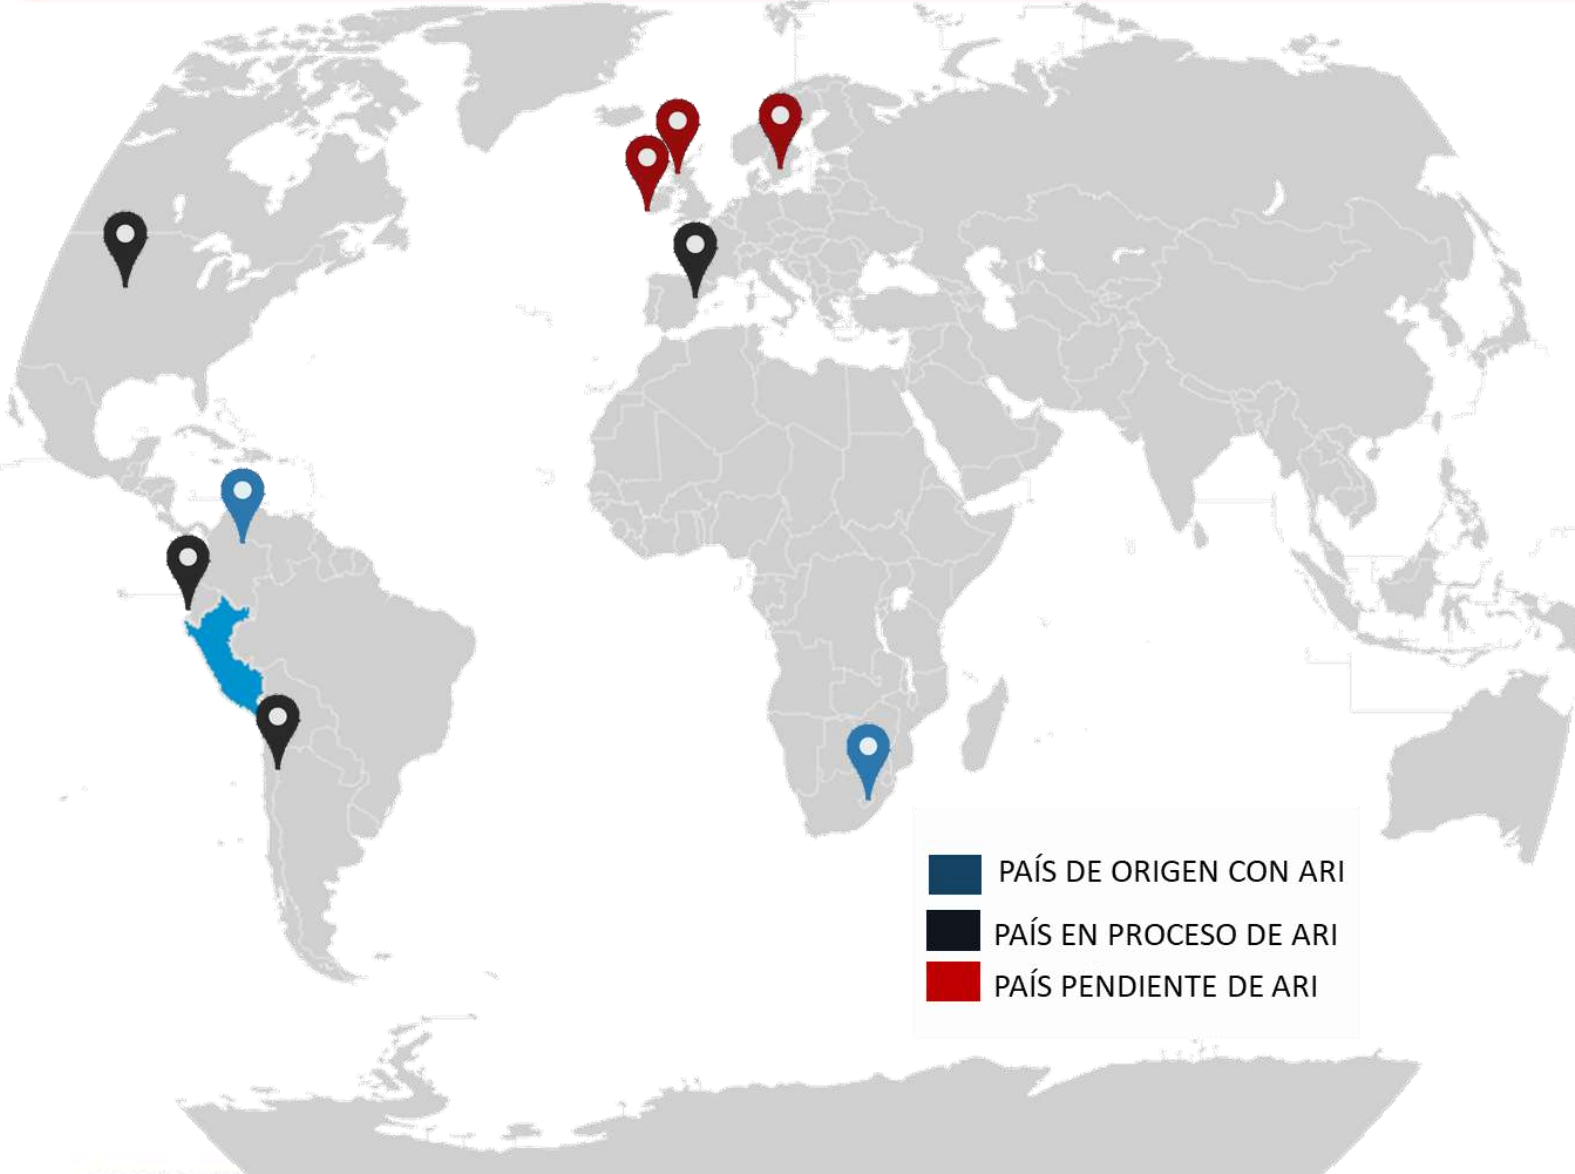 PAÍS DE ORIGEN CON ARI
PAÍS EN PROCESO DE ARI
PAÍS PENDIENTE DE ARI